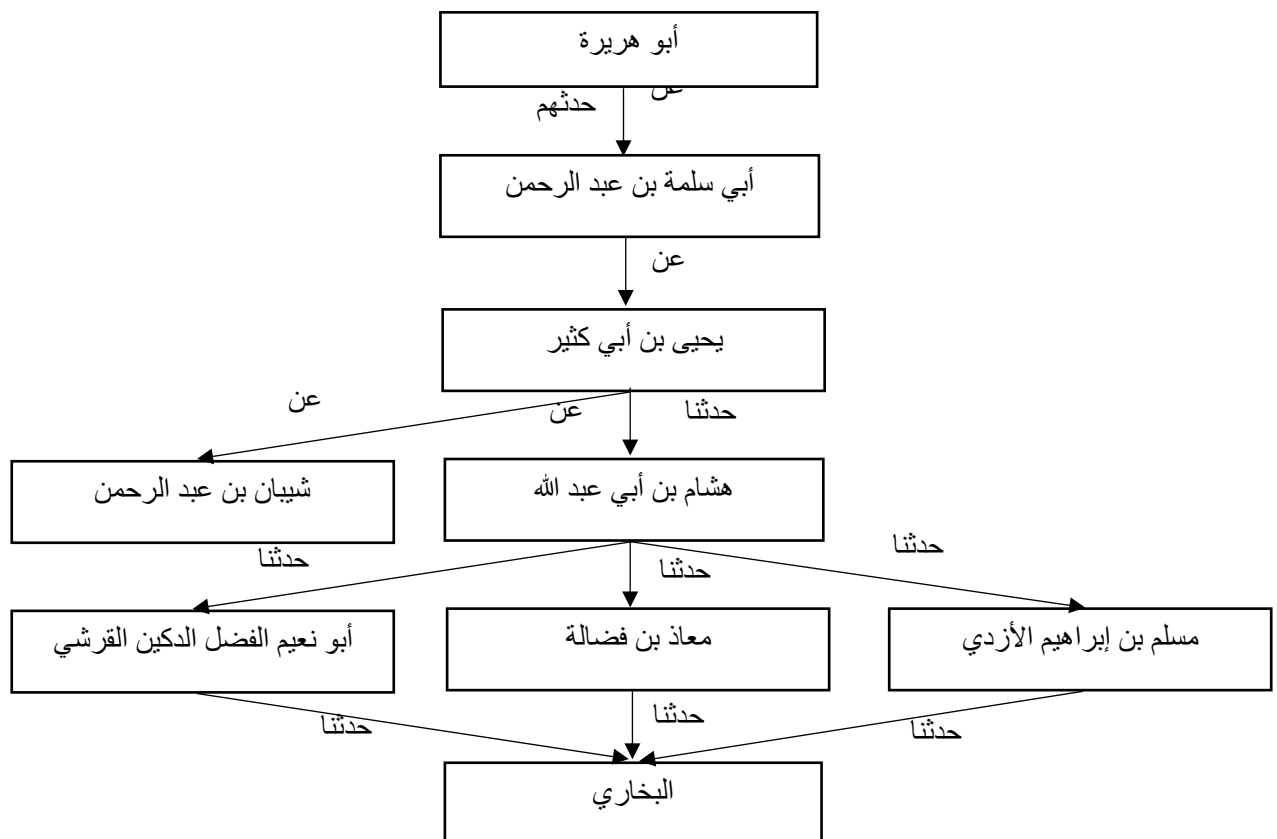 أبو هريرة
عن
حدثهم
أبي سلمة بن عبد الرحمن
عن
يحيى بن أبي كثير
حدثنا
عن
عن
هشام بن أبي عبد الله
شيبان بن عبد الرحمن
حدثنا
حدثنا
حدثنا
مسلم بن إبراهيم الأزدي
معاذ بن فضالة
أبو نعيم الفضل الدكين القرشي
حدثنا
حدثنا
حدثنا
البخاري